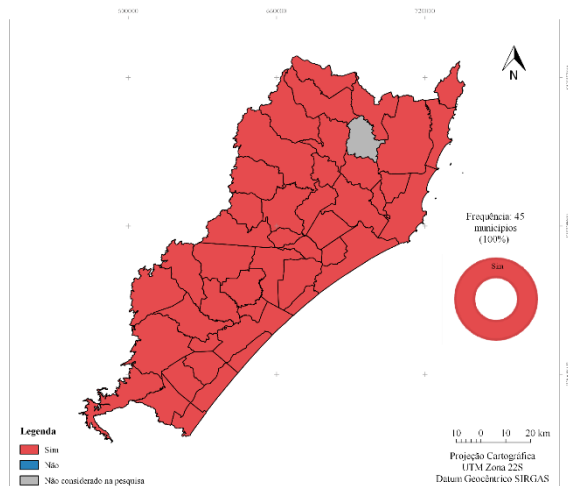 660000
N
Frequência: 45
municípios
(100%)
Sim
Legenda
Sim
Não
Não considerado na pesquisa
10 0 10 20 km
Projeção Cartográfica
UTM Zona 22S
Datum Geocêntrico SIRGAS